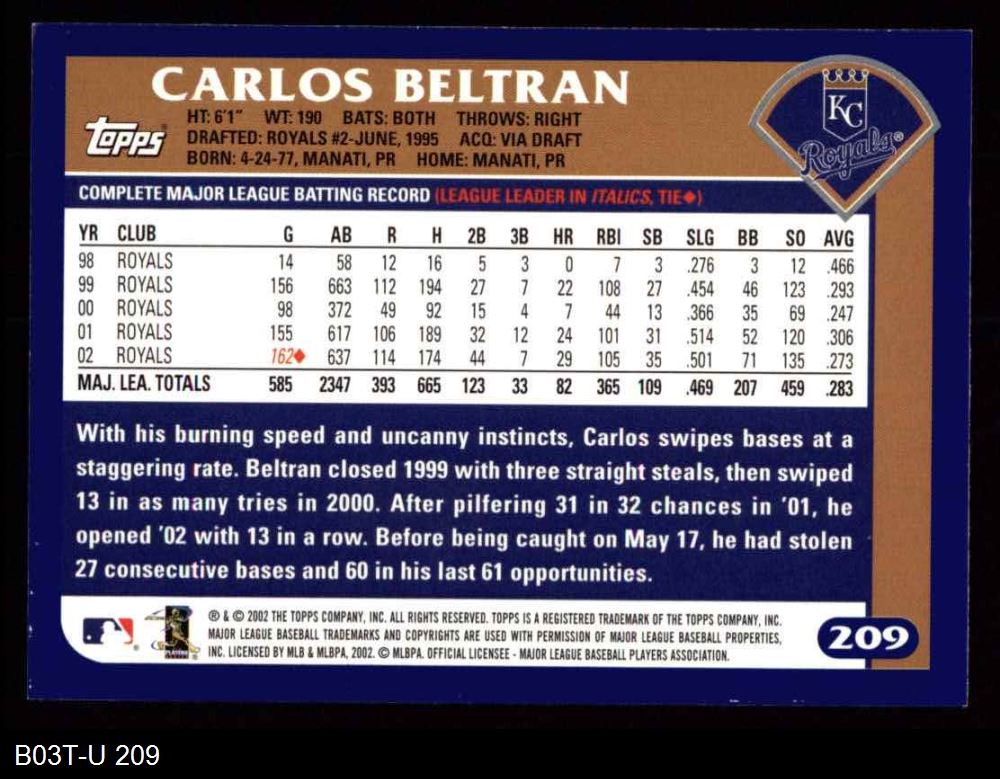 CARLOS BELTRAN
KC
Royals®
topps
HT: 6'1" WT: 190 BATS: BOTH THROWS: RIGHT
DRAFTED: ROYALS #2-JUNE, 1995 ACQ: VIA DRAFT
BORN: 4-24-77, MANATI, PR HOME: MANATI, PR
COMPLETE MAJOR LEAGUE BATTING RECORD (LEAGUE LEADER IN ITALICS, TIE♦)
YR CLUB G AB R H 2B 3B HR RBI SB SLG BB SO AVG
98 ROYALS 14 58 12 16 5 3 0 7 3 .276 3 12 .466
99 ROYALS 156 663 112 194 27 7 22 108 27 .454 46 123 .293
00 ROYALS 98 372 49 92 15 4 7 44 13 .366 35 69 .247
01 ROYALS 155 617 106 189 32 12 24 101 31 .514 52 120 .306
02 ROYALS 162♦ 637 114 174 44 7 29 105 35 .501 71 135 .273
MAJ. LEA. TOTALS 585 2347 393 665 123 33 82 365 109 .469 207 459 .283
With his burning speed and uncanny instincts, Carlos swipes bases at a
staggering rate. Beltran closed 1999 with three straight steals, then swiped
13 in as many tries in 2000. After pilfering 31 in 32 chances in '01, he
opened '02 with 13 in a row. Before being caught on May 17, he had stolen
27 consecutive bases and 60 in his last 61 opportunities.
® & © 2002 THE TOPPS COMPANY, INC. ALL RIGHTS RESERVED. TOPPS IS A REGISTERED TRADEMARK OF THE TOPPS COMPANY, INC.
MAJOR LEAGUE BASEBALL TRADEMARKS AND COPYRIGHTS ARE USED WITH PERMISSION OF MAJOR LEAGUE BASEBALL PROPERTIES,
INC. LICENSED BY MLB & MLBPA, 2002. © MLBPA. OFFICIAL LICENSEE - MAJOR LEAGUE BASEBALL PLAYERS ASSOCIATION.
209
B03T-U 209